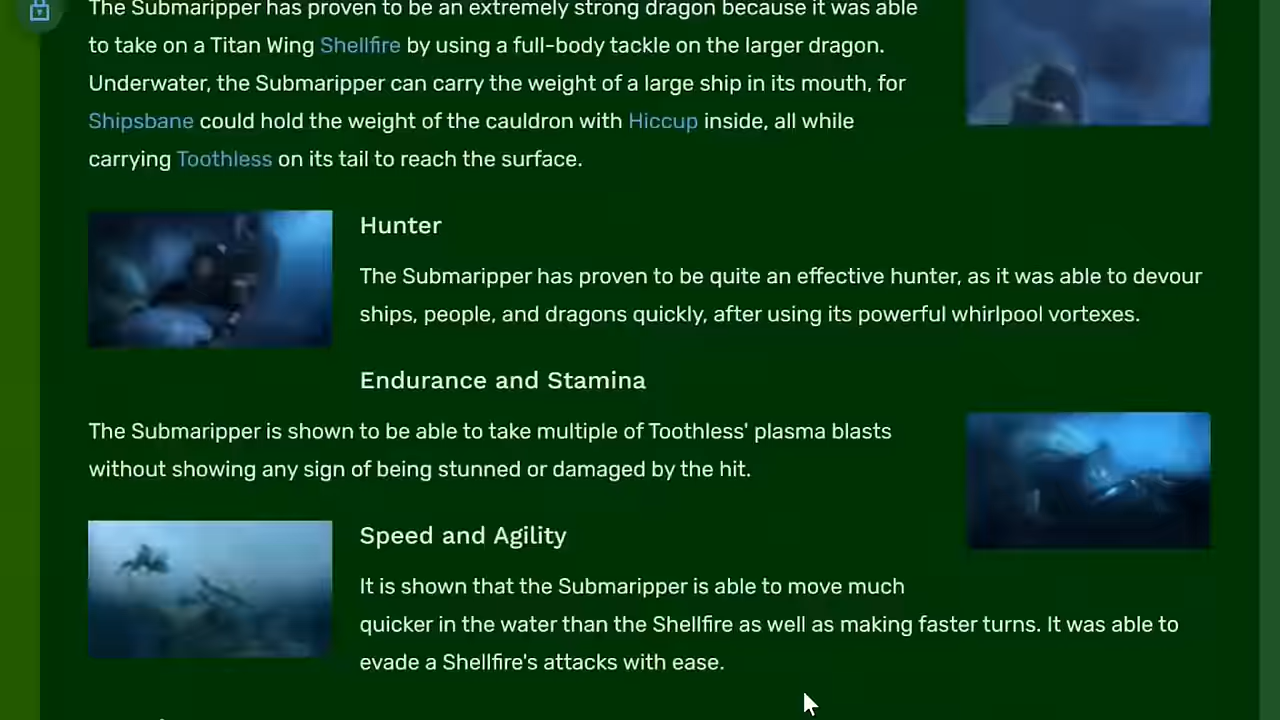 The Submaripper has proven to be an extremely strong dragon because it was able
to take on a Titan Wing Shellfire by using a full-body tackle on the larger dragon.
Underwater, the Submaripper can carry the weight of a large ship in its mouth, for
Shipsbane could hold the weight of the cauldron with Hiccup inside, all while
carrying Toothless on its tail to reach the surface.
Hunter
The Submaripper has proven to be quite an effective hunter, as it was able to devour
ships, people, and dragons quickly, after using its powerful whirlpool vortexes.
Endurance and Stamina
The Submaripper is shown to be able to take multiple of Toothless' plasma blasts
without showing any sign of being stunned or damaged by the hit.
Speed and Agility
It is shown that the Submaripper is able to move much
quicker in the water than the Shellfire as well as making faster turns. It was able to
evade a Shellfire's attacks with ease.